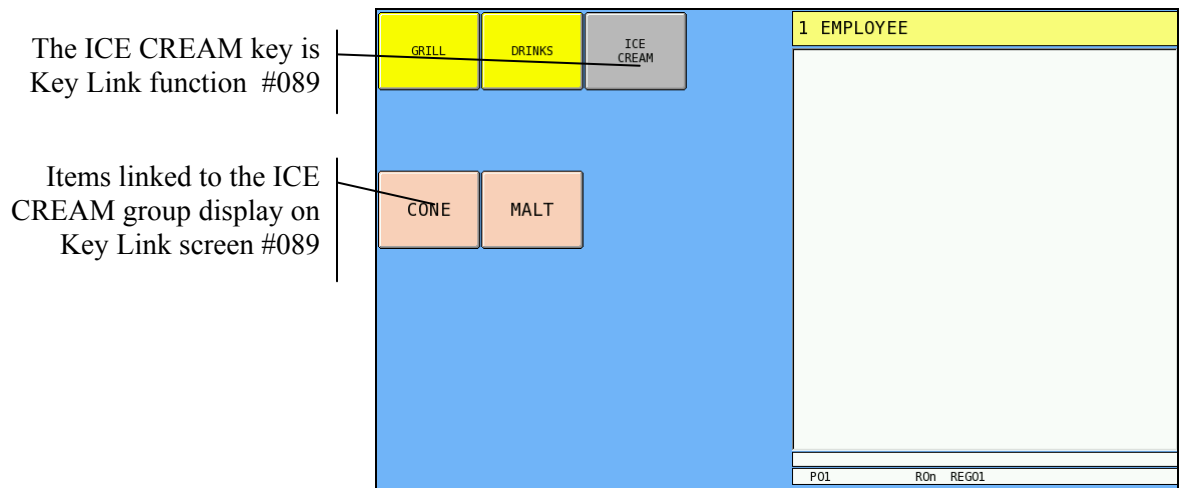 The ICE CREAM key is
Key Link function #089
Items linked to the ICE
CREAM group display on
Key Link screen #089
GRILL
DRINKS
ICE
CREAM
CONE
MALT
1 EMPLOYEE
P01 ROn REG01